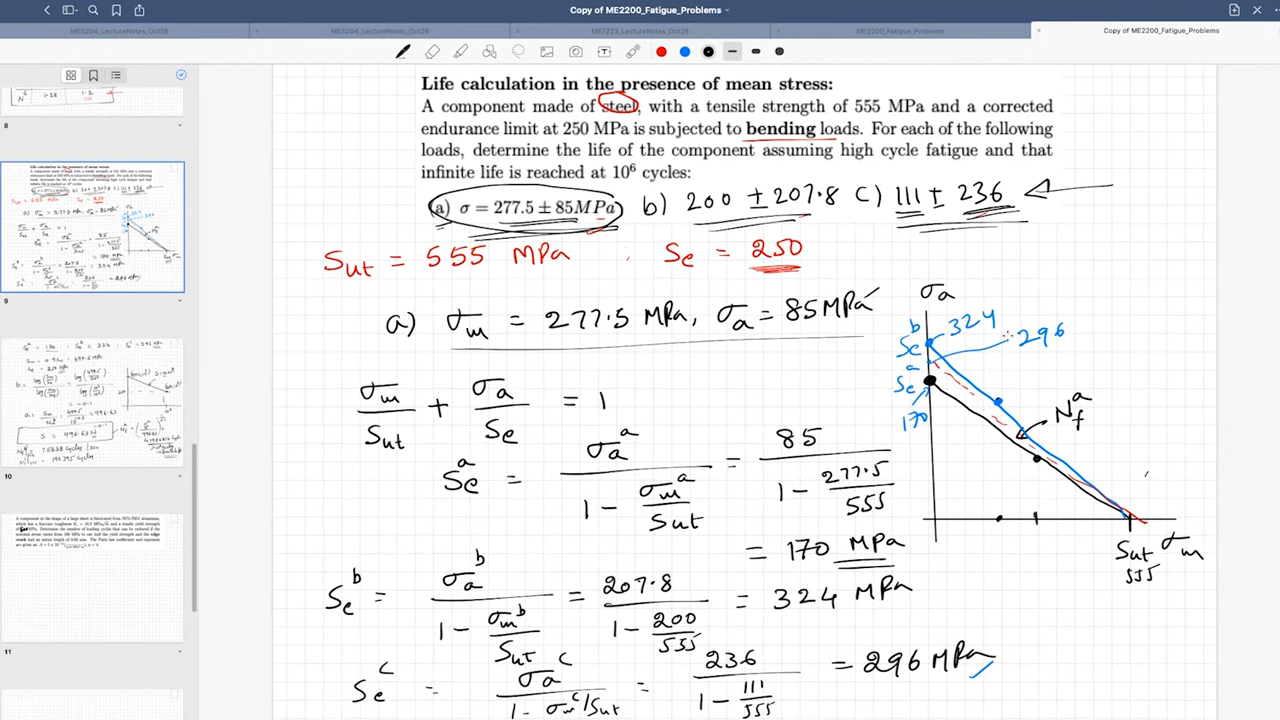 Copy of ME2200_Fatigue_Problems
ME5204_LectureNotes_Oct28
ME5204_LectureNotes_Oct28
ME7223_LectureNotes_Oct28
ME2200_Fatigue_Problems
Copy of ME2200_Fatigue_Problems
8
9
10
11
Life calculation in the presence of mean stress:
A component made of steel, with a tensile strength of 555 MPa and a corrected
endurance limit at 250 MPa is subjected to bending loads. For each of the following
loads, determine the life of the component assuming high cycle fatigue and that
infinite life is reached at 10⁶ cycles:
(a) σ = 277.5 ± 85MPa b) 200 ± 207.8 c) 111 ± 236
Sut = 555 MPa Se = 250
a) σm = 277.5 MPa, σa = 85MPa
σm/Sut + σa/Se = 1
Se^a = σa^a / (1 - σm^a/Sut) = 85 / (1 - 277.5/555)
= 170 MPa
Se^b = σa^b / (1 - σm^b/Sut) = 207.8 / (1 - 200/555) = 324 MPa
Se^c = σa^c / (1 - σm^c/Sut) = 236 / (1 - 111/555) = 296 MPa
σa
Se^b 324
296
Se^a
170
Nf^a
Sut σm
555